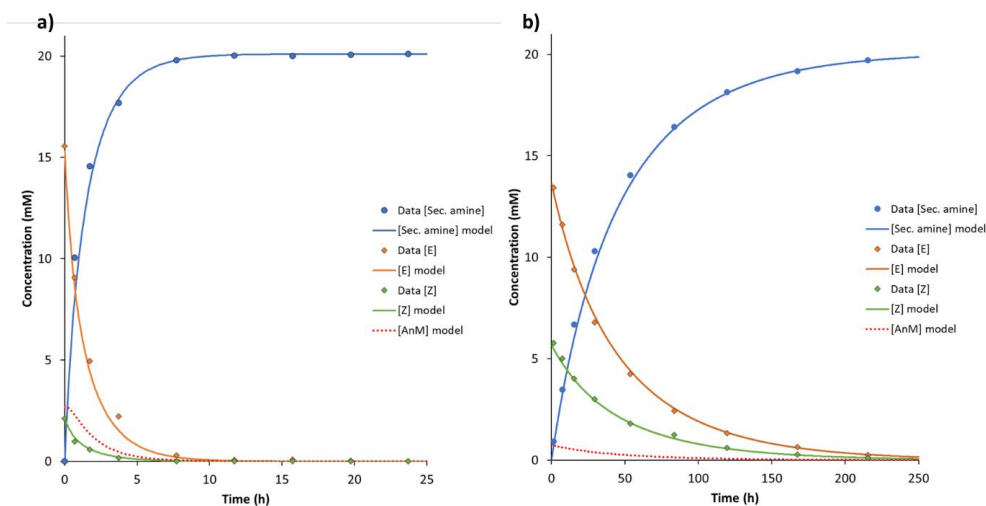 a)
20
15
10
5
0
0
5
10
15
20
25
Concentration (mM)
Time (h)
Data [Sec. amine]
[Sec. amine] model
Data [E]
[E] model
Data [Z]
[Z] model
[AnM] model
b)
20
15
10
5
0
0
50
100
150
200
250
Concentration (mM)
Time (h)
Data [Sec. amine]
[Sec. amine] model
Data [E]
[E] model
Data [Z]
[Z] model
[AnM] model